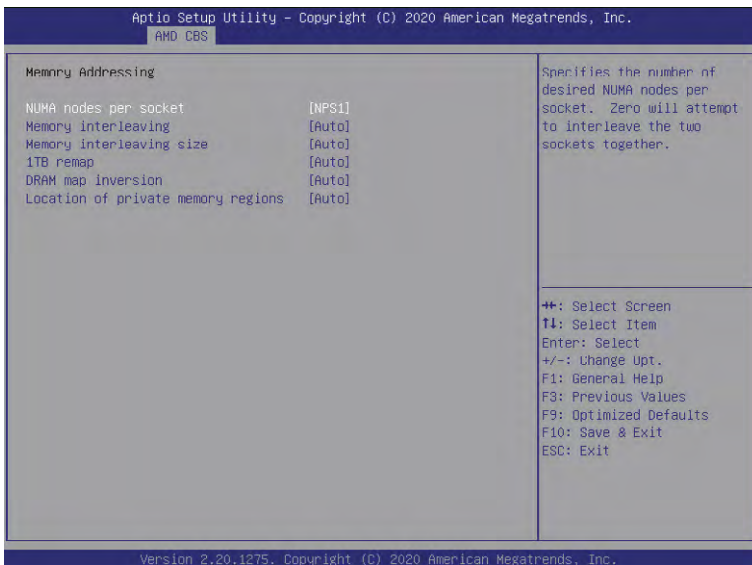 Aptio Setup Utility – Copyright (C) 2020 American Megatrends, Inc.
AMD CBS
Memory Addressing
NUMA nodes per socket [NPS1]
Memory interleaving [Auto]
Memory interleaving size [Auto]
1TB remap [Auto]
DRAM map inversion [Auto]
Location of private memory regions [Auto]
Specifies the number of
desired NUMA nodes per
socket. Zero will attempt
to interleave the two
sockets together.
→←: Select Screen
↑↓: Select Item
Enter: Select
+/-: Change Opt.
F1: General Help
F3: Previous Values
F9: Optimized Defaults
F10: Save & Exit
ESC: Exit
Version 2.20.1275. Copyright (C) 2020 American Megatrends, Inc.